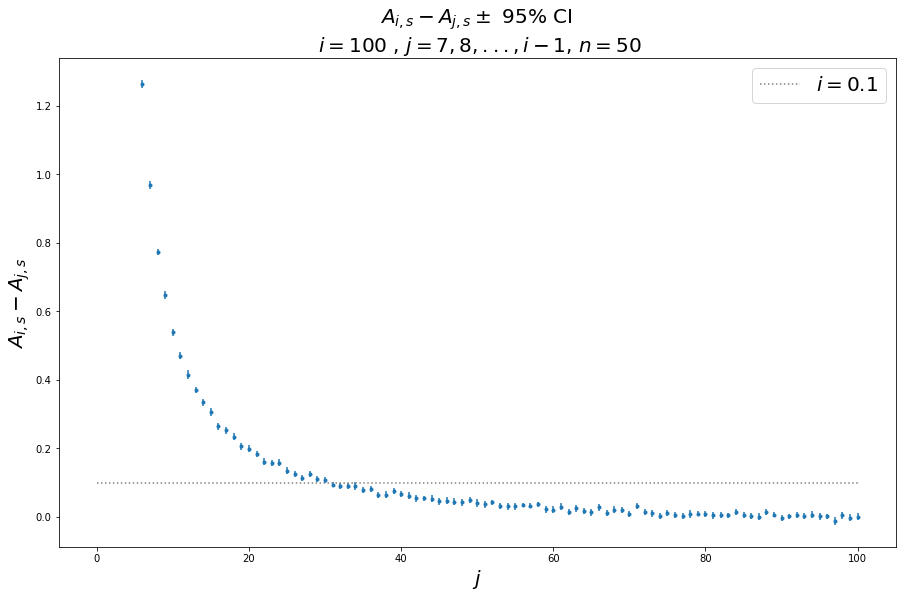 A_{i,s} − A_{j,s} ± 95% CI
i = 100 , j = 7, 8, . . . , i − 1, n = 50
i = 0.1
A_{i,s} − A_{j,s}
1.2
1.0
0.8
0.6
0.4
0.2
0.0
0 20 40 60 80 100
j